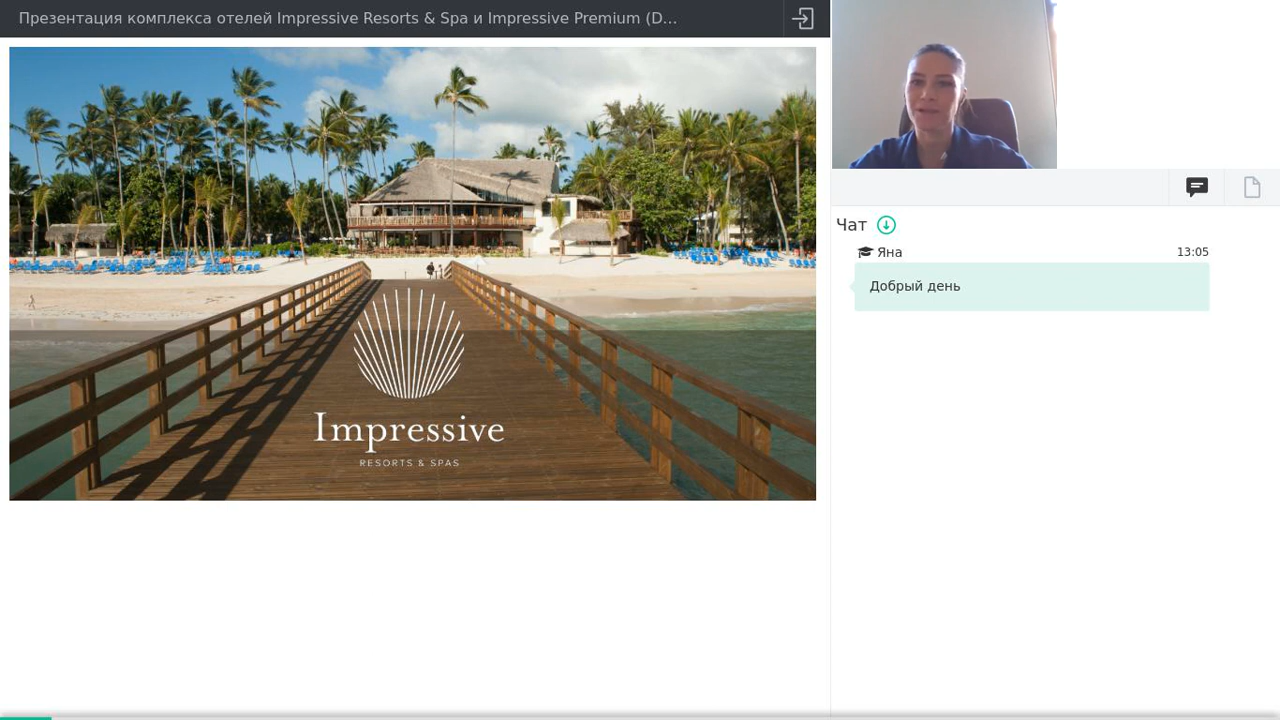 Презентация комплекса отелей Impressive Resorts & Spa и Impressive Premium (D...
Чат
Яна 13:05
Добрый день
Impressive
RESORTS & SPAS